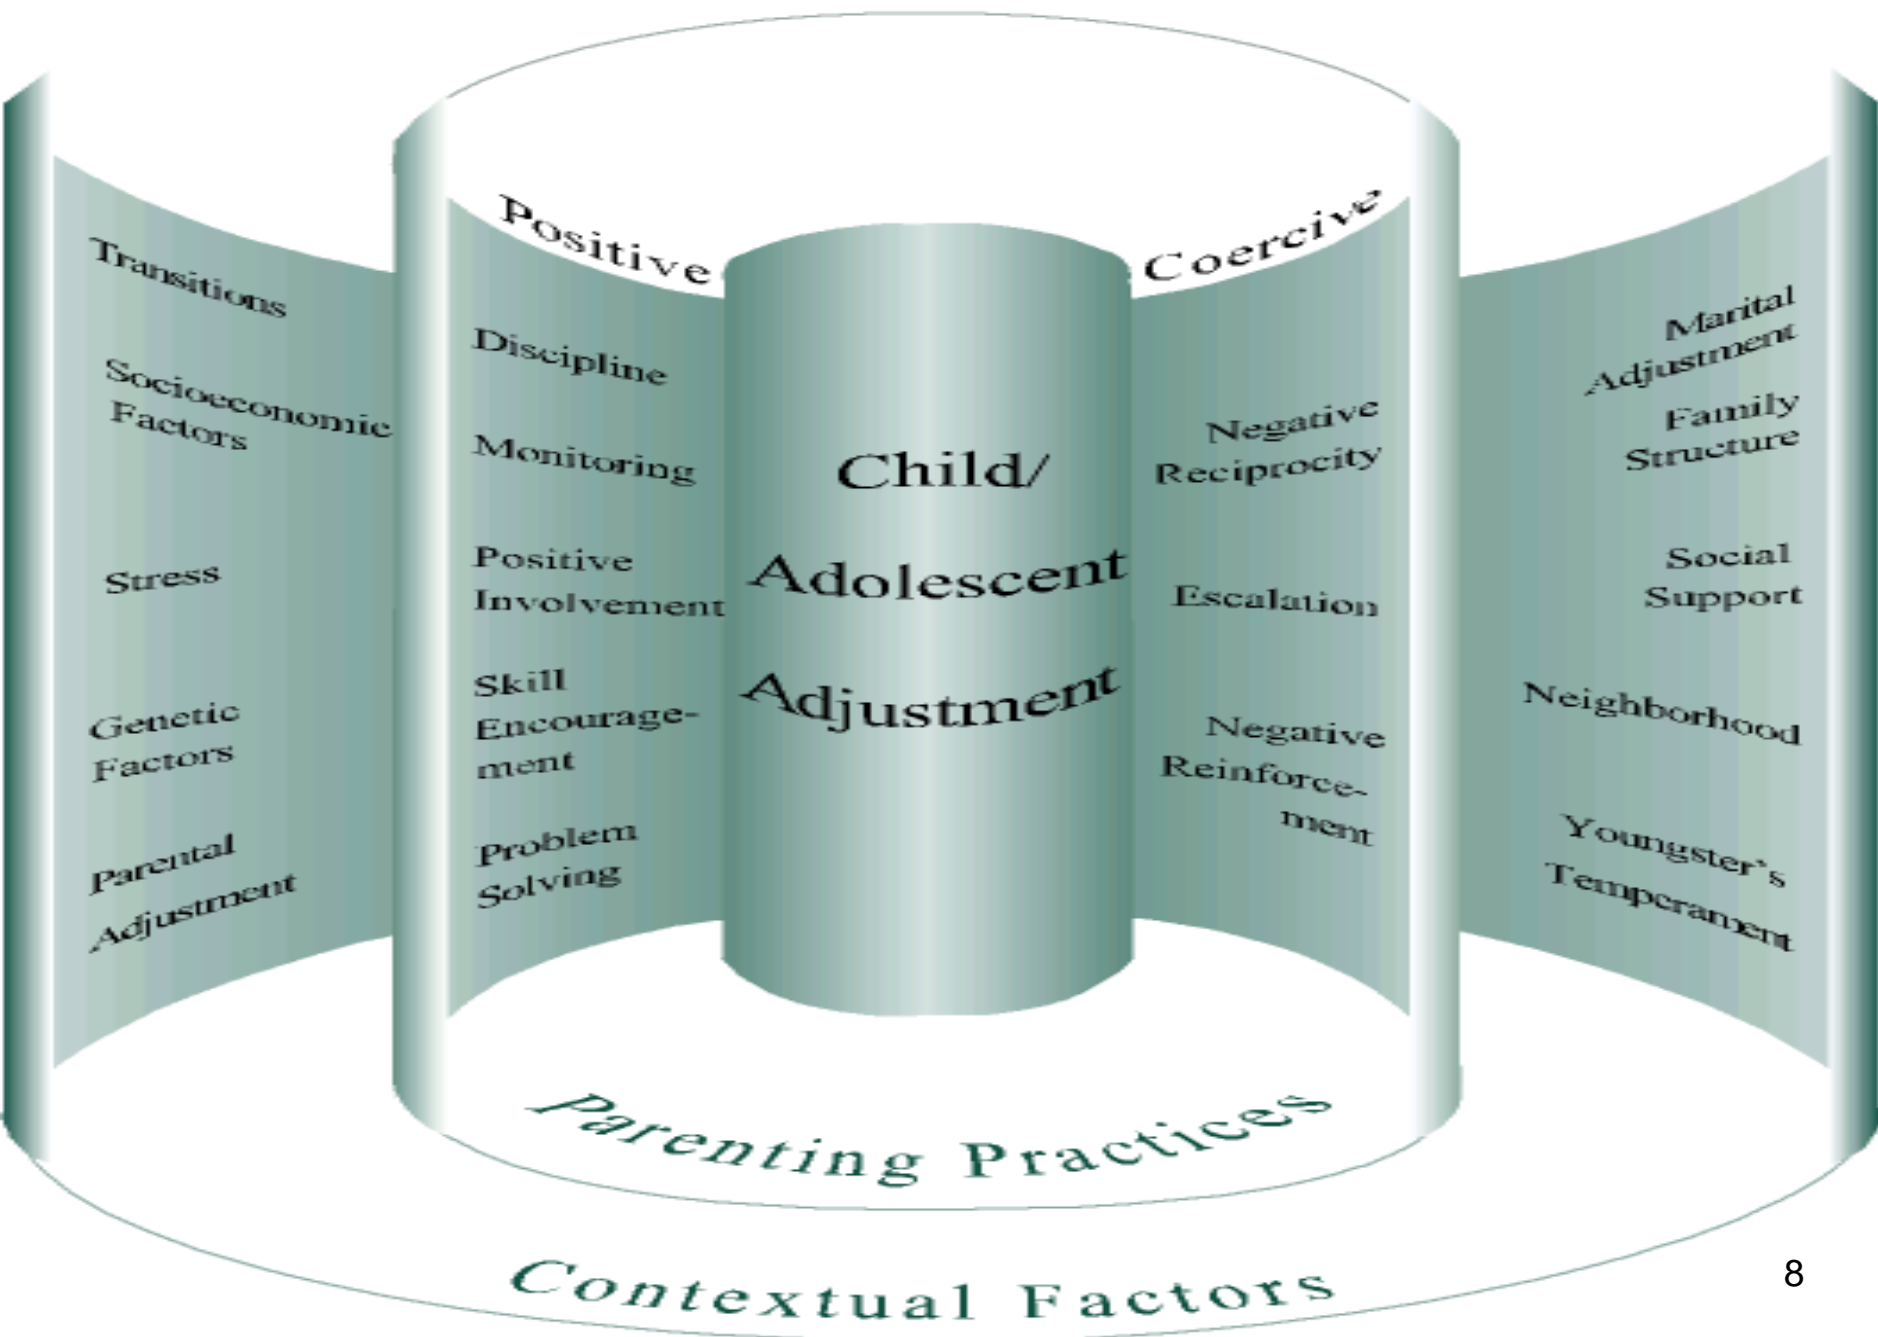 Transitions
Socioeconomic
Factors
Stress
Genetic
Factors
Parental
Adjustment
Positive
Discipline
Monitoring
Positive
Involvement
Skill
Encourage-
ment
Problem
Solving
Child/
Adolescent
Adjustment
Coercive
Negative
Reciprocity
Escalation
Negative
Reinforce-
ment
Marital
Adjustment
Family
Structure
Social
Support
Neighborhood
Youngster's
Temperament
Parenting Practices
Contextual Factors
8